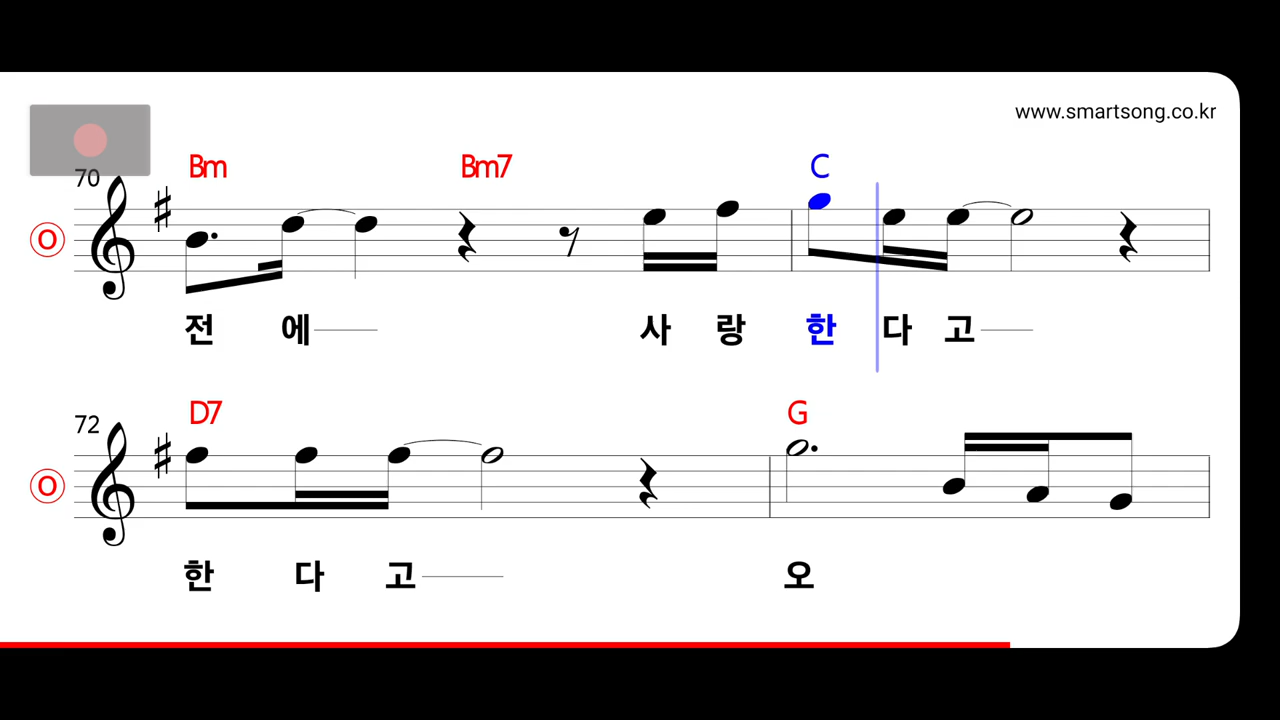 www.smartsong.co.kr
70
Bm Bm7 C
O
전 에 사 랑 한 다 고
72
D7 G
O
한 다 고 오